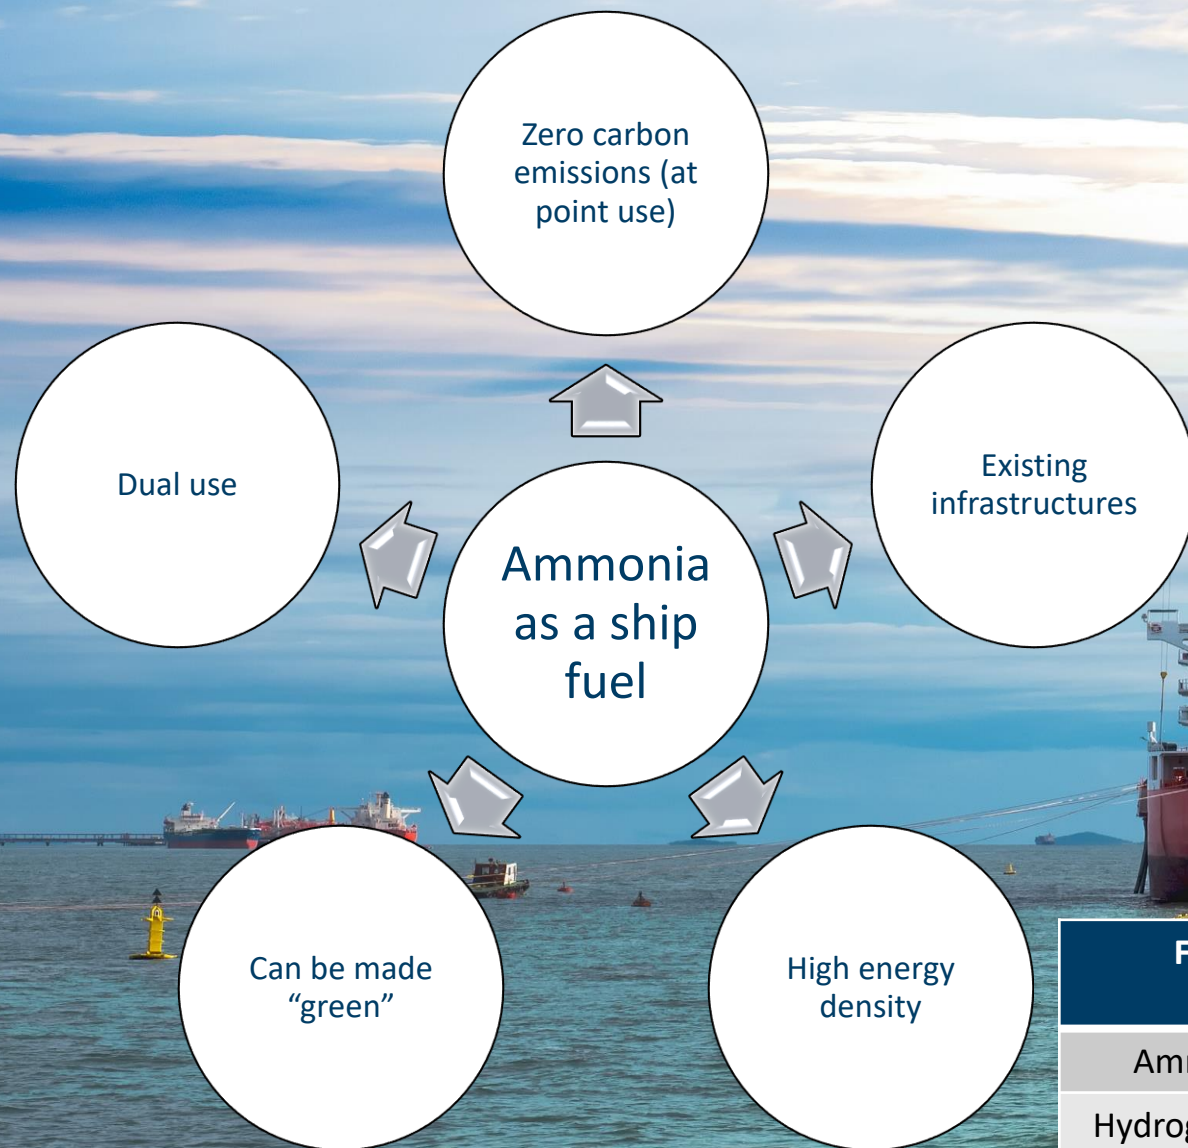 Zero carbon
emissions (at
point use)
Dual use
Existing
infrastructures
Ammonia
as a ship
fuel
Can be made
“green”
High energy
density